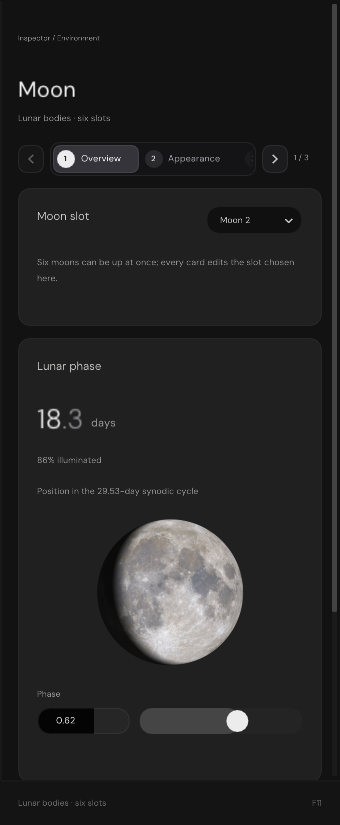 Inspector / Environment
Moon
Lunar bodies · six slots
1 Overview 2 Appearance 1 / 3
Moon slot
Moon 2
Six moons can be up at once; every card edits the slot chosen
here.
Lunar phase
18.3 days
86% illuminated
Position in the 29.53-day synodic cycle
Phase
0.62
Lunar bodies · six slots F11